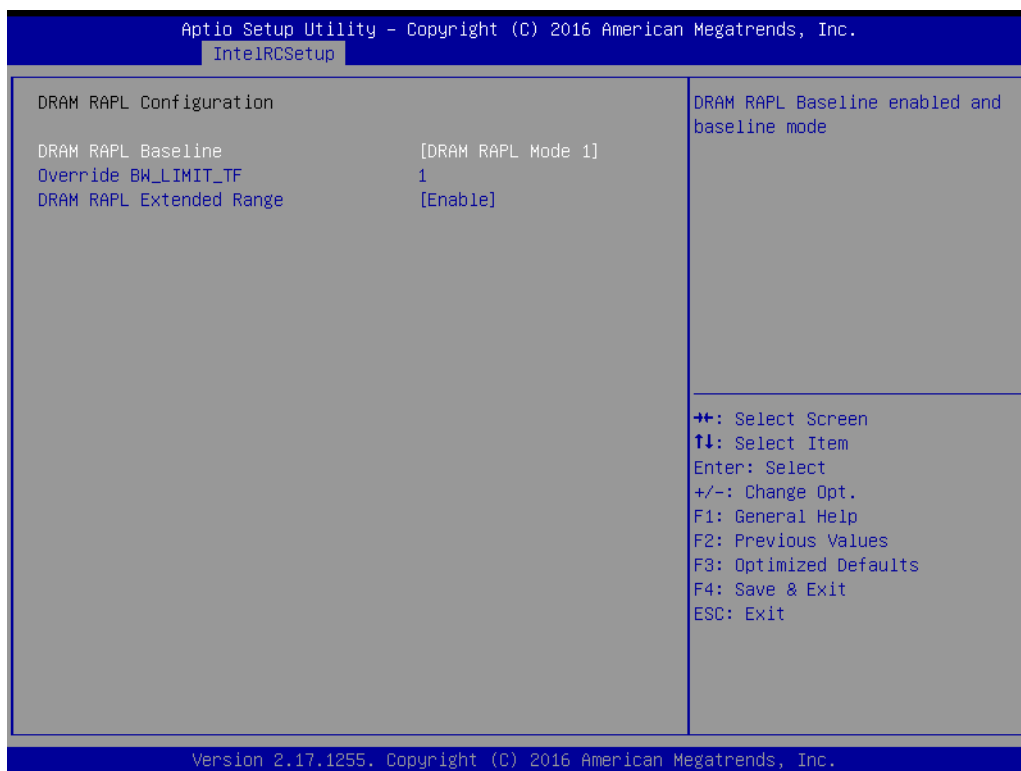 Aptio Setup Utility – Copyright (C) 2016 American Megatrends, Inc.
IntelRCSetup
DRAM RAPL Configuration
DRAM RAPL Baseline [DRAM RAPL Mode 1]
Override BW_LIMIT_TF 1
DRAM RAPL Extended Range [Enable]
DRAM RAPL Baseline enabled and
baseline mode
→←: Select Screen
↑↓: Select Item
Enter: Select
+/-: Change Opt.
F1: General Help
F2: Previous Values
F3: Optimized Defaults
F4: Save & Exit
ESC: Exit
Version 2.17.1255. Copyright (C) 2016 American Megatrends, Inc.